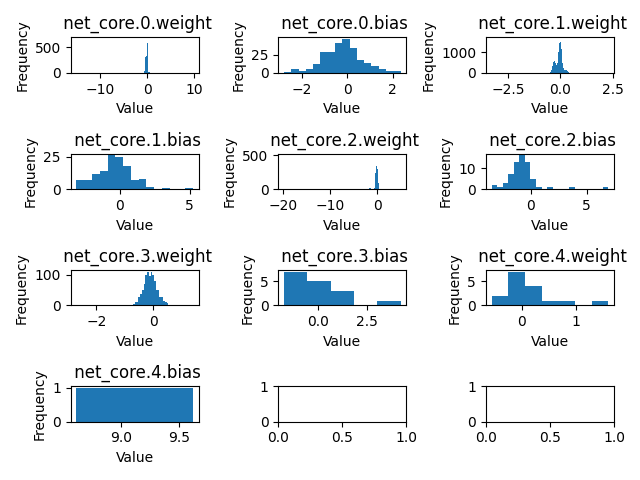 net_core.0.weight
Frequency
500
0
−10
0
10
Value
net_core.0.bias
Frequency
25
0
−2
0
2
Value
net_core.1.weight
Frequency
1000
0
−2.5
0.0
2.5
Value
net_core.1.bias
Frequency
25
0
0
5
Value
net_core.2.weight
Frequency
500
0
−20
−10
0
Value
net_core.2.bias
Frequency
10
0
0
5
Value
net_core.3.weight
Frequency
100
0
−2
0
Value
net_core.3.bias
Frequency
5
0
0.0
2.5
Value
net_core.4.weight
Frequency
5
0
0
1
Value
net_core.4.bias
Frequency
1
0
9.0
9.5
Value
1
0
0.0
0.5
1.0
1
0
0.0
0.5
1.0